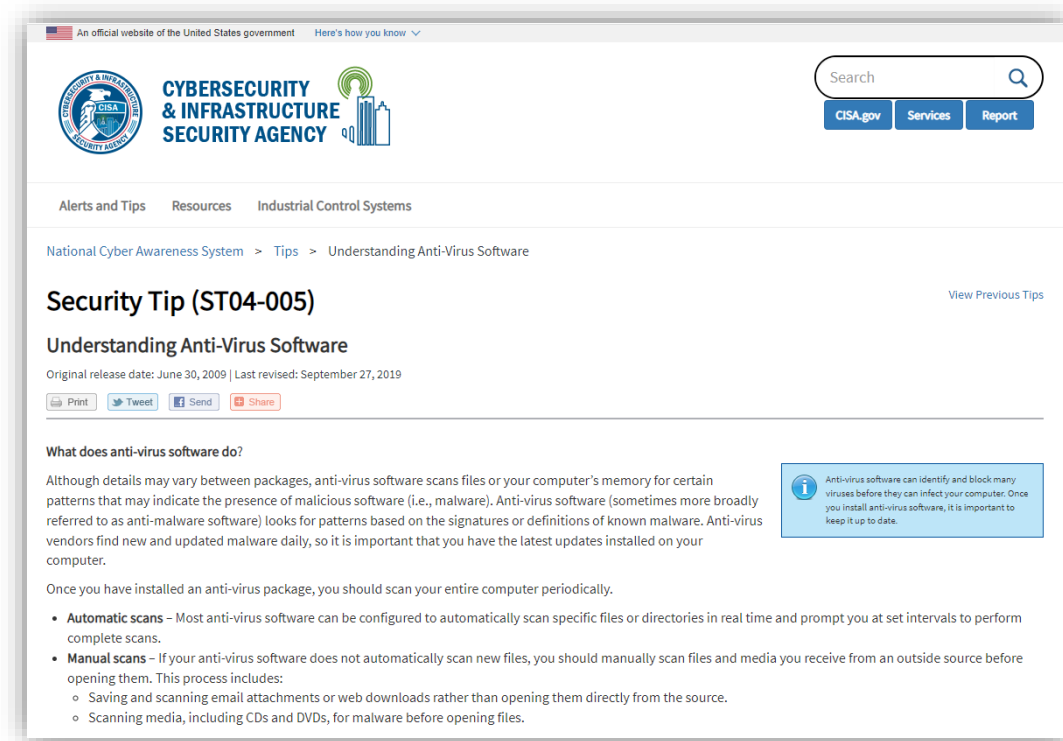 An official website of the United States government Here's how you know
CYBERSECURITY
& INFRASTRUCTURE
SECURITY AGENCY
CYBERSECURITY & INFRASTRUCTURE
CISA
SECURITY AGENCY
Search
CISA.gov Services Report
Alerts and Tips Resources Industrial Control Systems
National Cyber Awareness System > Tips > Understanding Anti-Virus Software
Security Tip (ST04-005)
View Previous Tips
Understanding Anti-Virus Software
Original release date: June 30, 2009 | Last revised: September 27, 2019
Print Tweet Send Share
What does anti-virus software do?
Although details may vary between packages, anti-virus software scans files or your computer's memory for certain
patterns that may indicate the presence of malicious software (i.e., malware). Anti-virus software (sometimes more broadly
referred to as anti-malware software) looks for patterns based on the signatures or definitions of known malware. Anti-virus
vendors find new and updated malware daily, so it is important that you have the latest updates installed on your
computer.
Anti-virus software can identify and block many
viruses before they can infect your computer. Once
you install anti-virus software, it is important to
keep it up to date.
Once you have installed an anti-virus package, you should scan your entire computer periodically.
• Automatic scans – Most anti-virus software can be configured to automatically scan specific files or directories in real time and prompt you at set intervals to perform
complete scans.
• Manual scans – If your anti-virus software does not automatically scan new files, you should manually scan files and media you receive from an outside source before
opening them. This process includes:
○ Saving and scanning email attachments or web downloads rather than opening them directly from the source.
○ Scanning media, including CDs and DVDs, for malware before opening files.